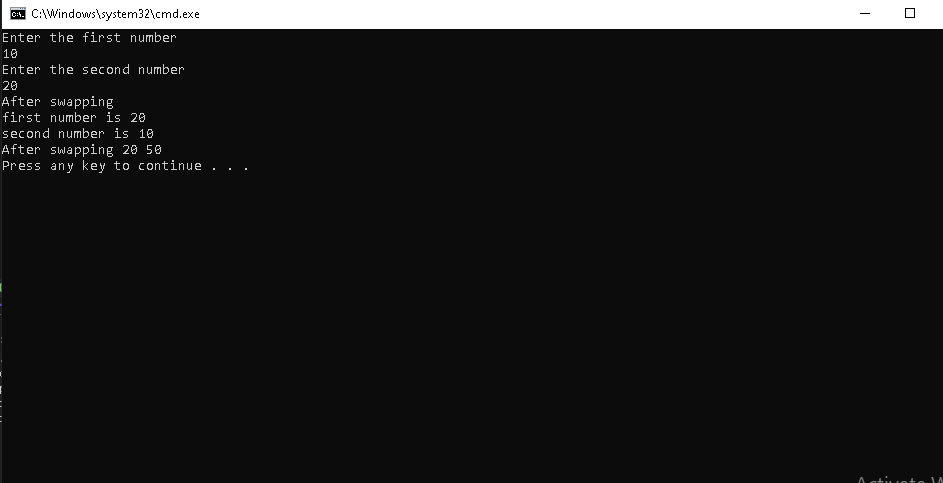 C:\Windows\system32\cmd.exe
Enter the first number
10
Enter the second number
20
After swapping
first number is 20
second number is 10
After swapping 20 50
Press any key to continue . . .
Activate